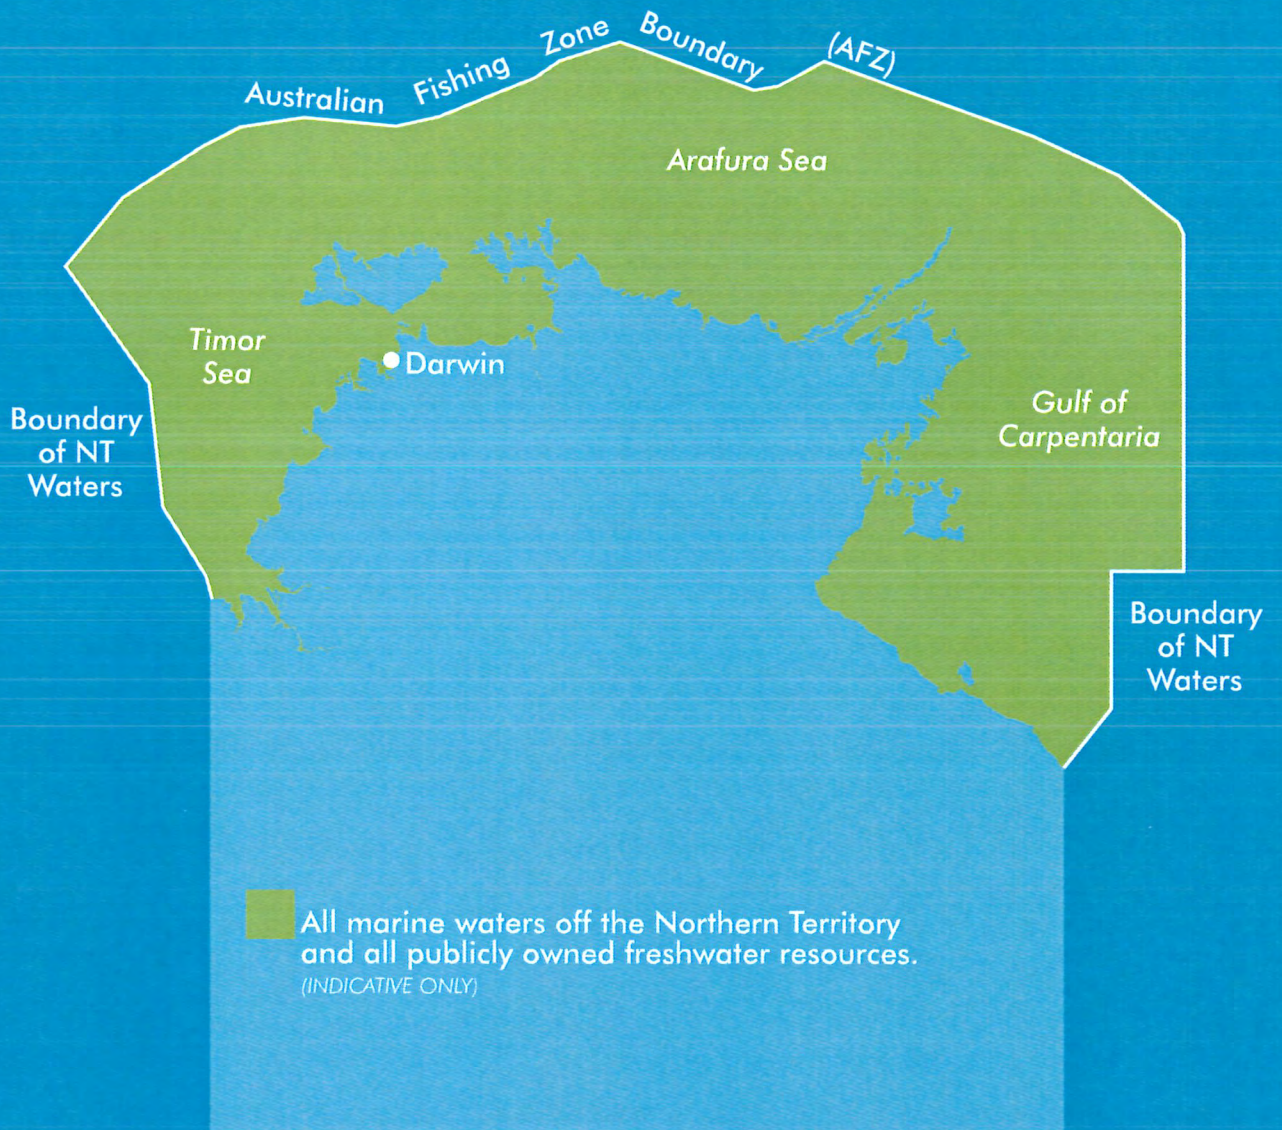 Australian Fishing Zone Boundary (AFZ)
Arafura Sea
Timor
Sea
Darwin
Gulf of
Carpentaria
Boundary
of NT
Waters
Boundary
of NT
Waters
All marine waters off the Northern Territory
and all publicly owned freshwater resources.
(INDICATIVE ONLY)